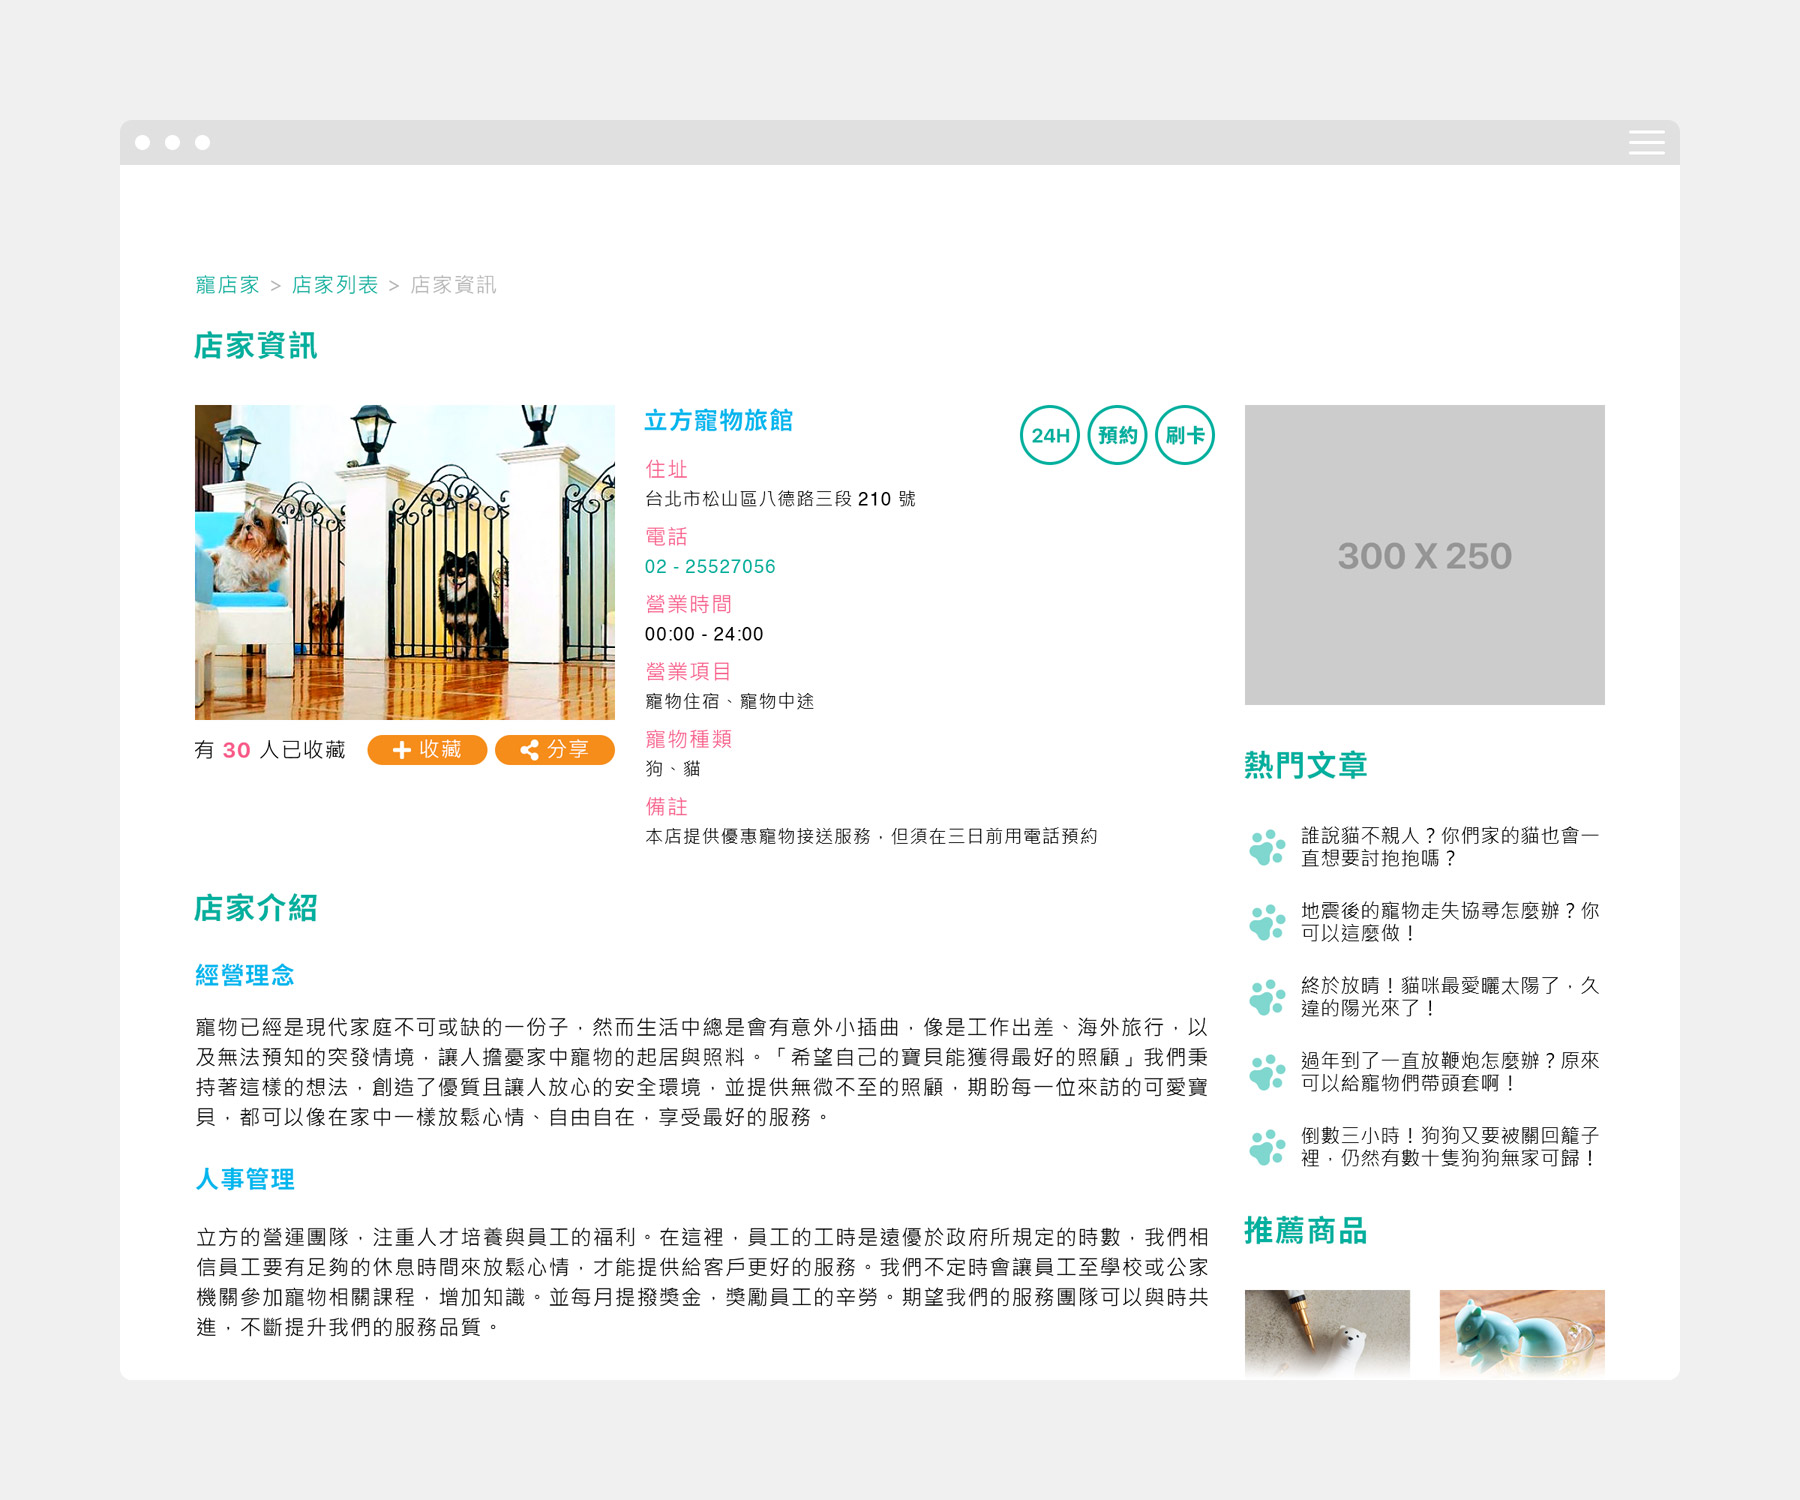 寵店家 > 店家列表 > 店家資訊
店家資訊
立方寵物旅館
24H
預約
刷卡
住址
台北市松山區八德路三段 210 號
電話
02 - 25527056
營業時間
00:00 - 24:00
營業項目
寵物住宿、寵物中途
寵物種類
狗、貓
備註
本店提供優惠寵物接送服務，但須在三日前用電話預約
有 30 人已收藏
收藏
分享
店家介紹
經營理念
寵物已經是現代家庭不可或缺的一份子，然而生活中總是會有意外小插曲，像是工作出差、海外旅行，以
及無法預知的突發情境，讓人擔憂家中寵物的起居與照料。「希望自己的寶貝能獲得最好的照顧」我們秉
持著這樣的想法，創造了優質且讓人放心的安全環境，並提供無微不至的照顧，期盼每一位來訪的可愛寶
貝，都可以像在家中一樣放鬆心情、自由自在，享受最好的服務。
人事管理
立方的營運團隊，注重人才培養與員工的福利。在這裡，員工的工時是遠優於政府所規定的時數，我們相
信員工要有足夠的休息時間來放鬆心情，才能提供給客戶更好的服務。我們不定時會讓員工至學校或公家
機關參加寵物相關課程，增加知識。並每月提撥獎金，獎勵員工的辛勞。期望我們的服務團隊可以與時共
進，不斷提升我們的服務品質。
300 X 250
熱門文章
誰說貓不親人？你們家的貓也會一
直想要討抱抱嗎？
地震後的寵物走失協尋怎麼辦？你
可以這麼做！
終於放晴！貓咪最愛曬太陽了，久
違的陽光來了！
過年到了一直放鞭炮怎麼辦？原來
可以給寵物們帶頭套啊！
倒數三小時！狗狗又要被關回籠子
裡，仍然有數十隻狗狗無家可歸！
推薦商品